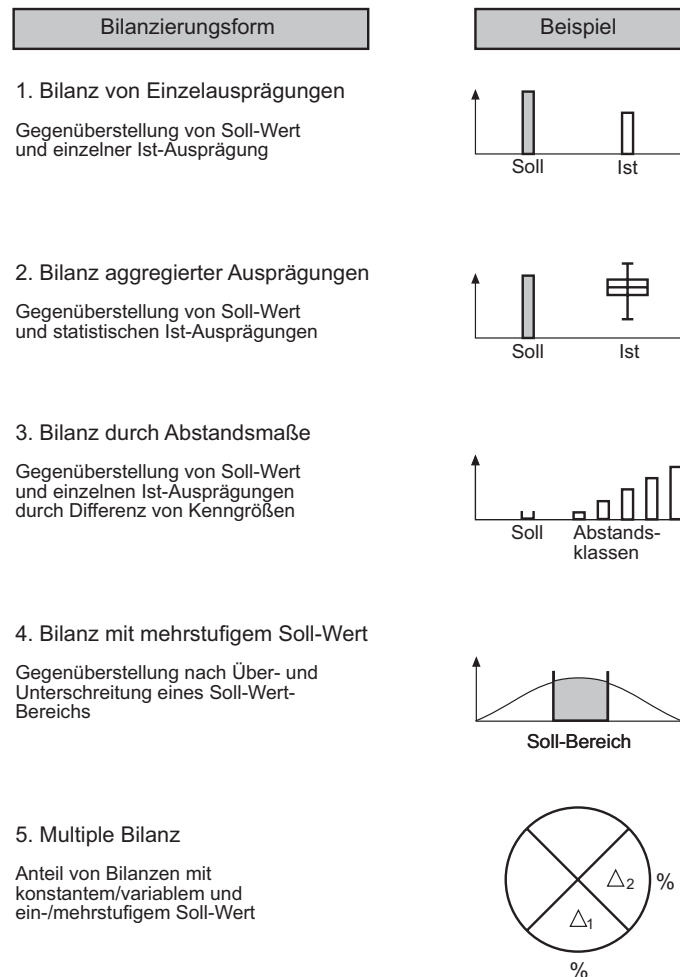 Bilanzierungsform
Beispiel
1. Bilanz von Einzelausprägungen
Gegenüberstellung von Soll-Wert
und einzelner Ist-Ausprägung
Soll
Ist
2. Bilanz aggregierter Ausprägungen
Gegenüberstellung von Soll-Wert
und statistischen Ist-Ausprägungen
Soll
Ist
3. Bilanz durch Abstandsmaße
Gegenüberstellung von Soll-Wert
und einzelnen Ist-Ausprägungen
durch Differenz von Kenngrößen
Soll
Abstands-
klassen
4. Bilanz mit mehrstufigem Soll-Wert
Gegenüberstellung nach Über- und
Unterschreitung eines Soll-Wert-
Bereichs
Soll-Bereich
5. Multiple Bilanz
Anteil von Bilanzen mit
konstantem/variablem und
ein-/mehrstufigem Soll-Wert
△₂ %
△₁
%